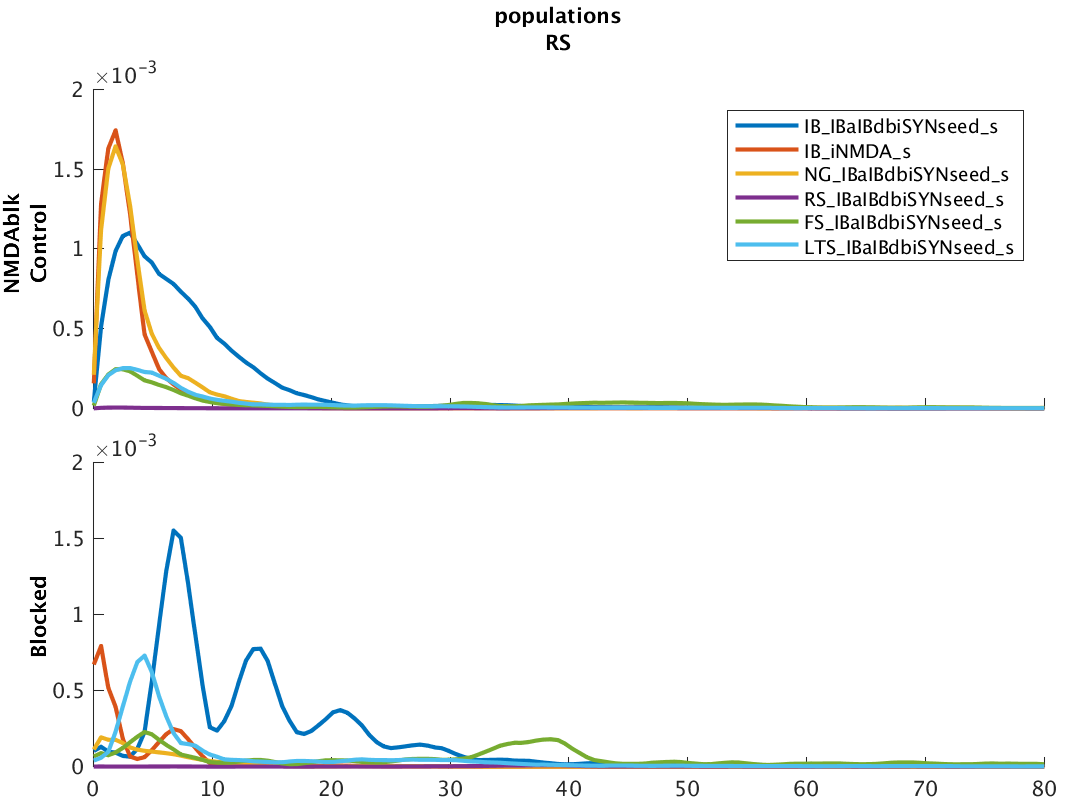 populations
RS
×10⁻³
2
1.5
1
0.5
0
NMDAblk
Control
IB_IBaIBdbiSYNseed_s
IB_iNMDA_s
NG_IBaIBdbiSYNseed_s
RS_IBaIBdbiSYNseed_s
FS_IBaIBdbiSYNseed_s
LTS_IBaIBdbiSYNseed_s
×10⁻³
2
1.5
1
0.5
0
Blocked
0 10 20 30 40 50 60 70 80